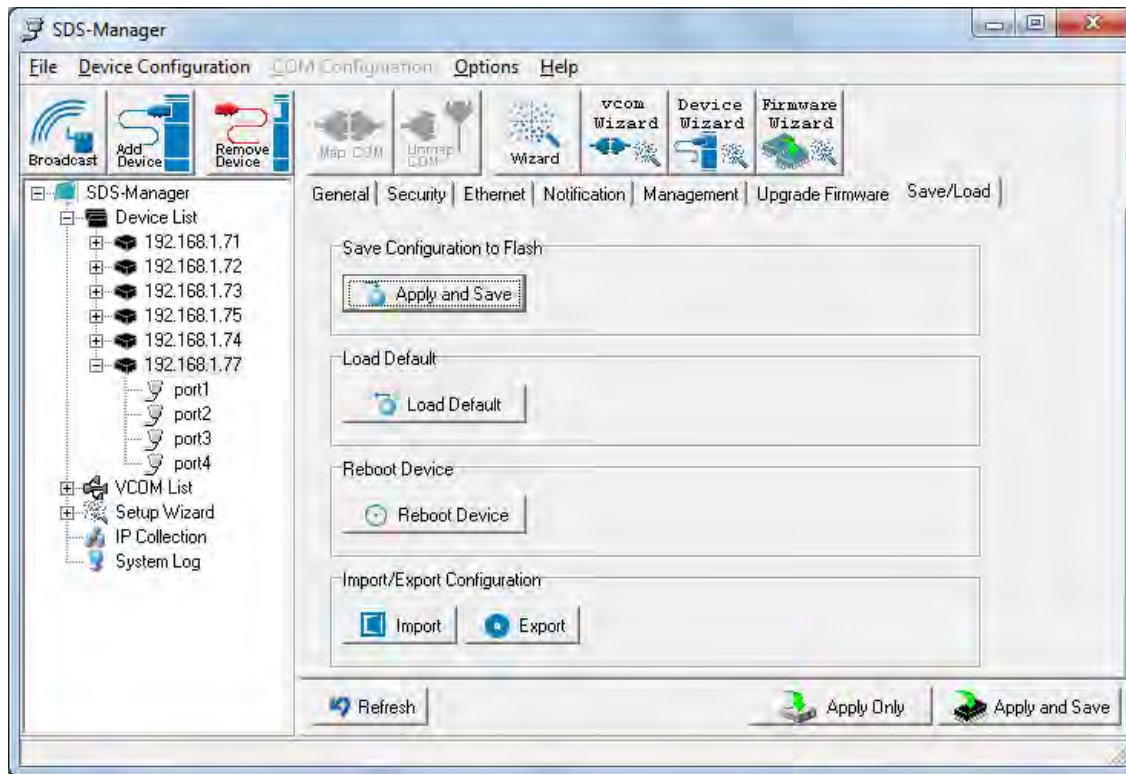 SDS-Manager
File Device Configuration COM Configuration Options Help
Broadcast
Add Device
Remove Device
Map COM
Unmap COM
Wizard
vcom Wizard
Device Wizard
Firmware Wizard
SDS-Manager
Device List
192.168.1.71
192.168.1.72
192.168.1.73
192.168.1.75
192.168.1.74
192.168.1.77
port1
port2
port3
port4
VCOM List
Setup Wizard
IP Collection
System Log
General Security Ethernet Notification Management Upgrade Firmware Save/Load
Save Configuration to Flash
Apply and Save
Load Default
Load Default
Reboot Device
Reboot Device
Import/Export Configuration
Import Export
Refresh Apply Only Apply and Save